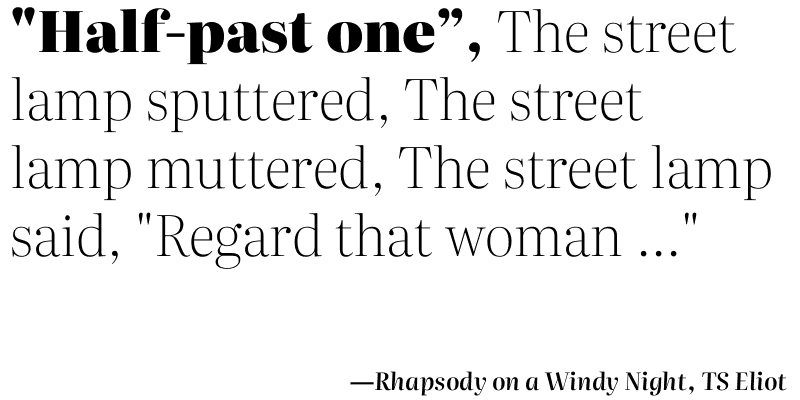 "Half-past one”, The street
lamp sputtered, The street
lamp muttered, The street lamp
said, "Regard that woman ..."
—Rhapsody on a Windy Night, TS Eliot